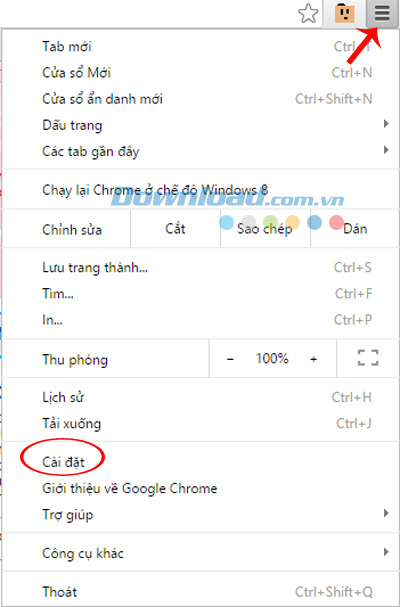 Tab mới Ctrl+T
Cửa sổ Mới Ctrl+N
Cửa sổ ẩn danh mới Ctrl+Shift+N
Dấu trang
Các tab gần đây
Chạy lại Chrome ở chế độ Windows 8
Download.com.vn
Chỉnh sửa Cắt Sao chép Dán
Lưu trang thành... Ctrl+S
Tìm... Ctrl+F
In... Ctrl+P
Thu phóng − 100% +
Lịch sử Ctrl+H
Tải xuống Ctrl+J
Cài đặt
Giới thiệu về Google Chrome
Trợ giúp
Công cụ khác
Thoát Ctrl+Shift+Q